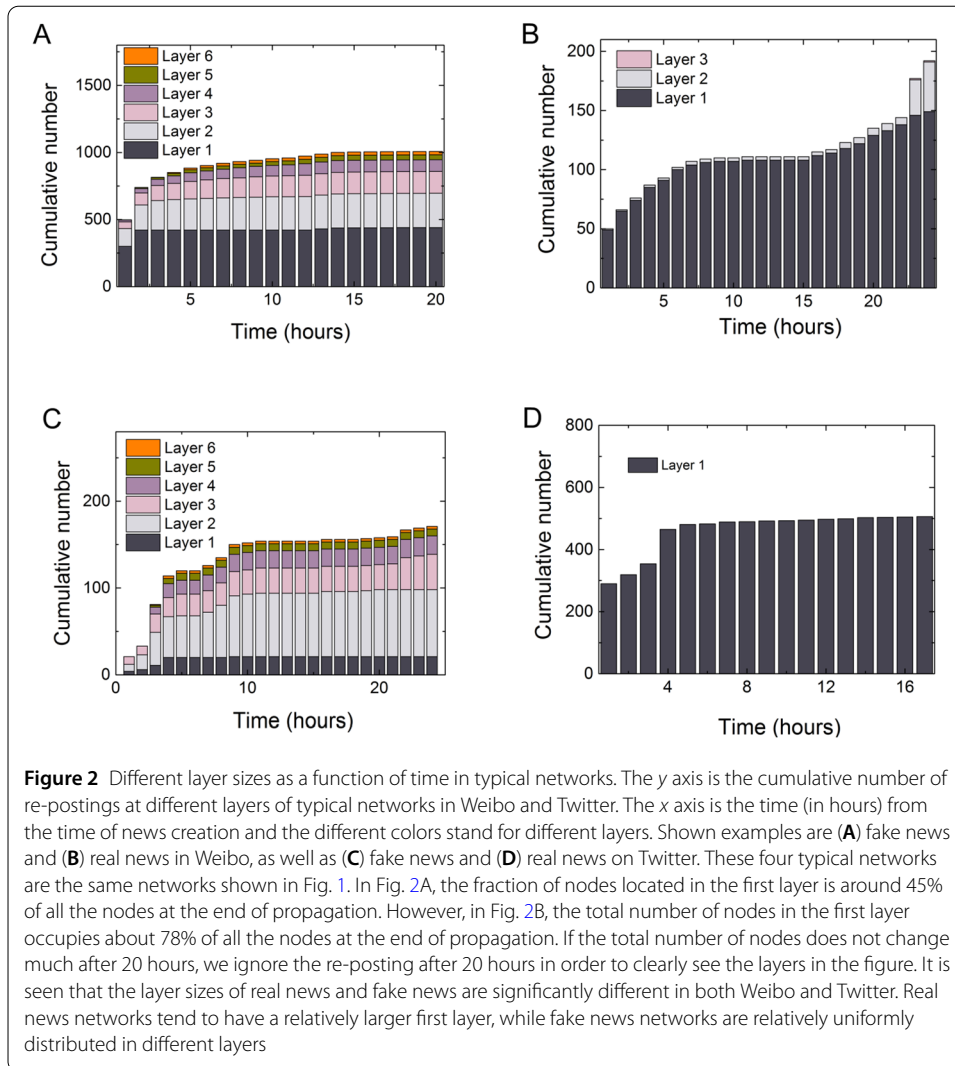 A
Layer 6
Layer 5
Layer 4
Layer 3
Layer 2
Layer 1
1500
1000
500
0
Cumulative number
5
10
15
20
Time (hours)
B
Layer 3
Layer 2
Layer 1
200
150
100
50
0
Cumulative number
5
10
15
20
Time (hours)
C
Layer 6
Layer 5
Layer 4
Layer 3
Layer 2
Layer 1
200
100
0
Cumulative number
0
10
20
Time (hours)
D
Layer 1
800
600
400
200
0
Cumulative number
4
8
12
16
Time (hours)
Figure 2 Different layer sizes as a function of time in typical networks. The y axis is the cumulative number of
re-postings at different layers of typical networks in Weibo and Twitter. The x axis is the time (in hours) from
the time of news creation and the different colors stand for different layers. Shown examples are (A) fake news
and (B) real news in Weibo, as well as (C) fake news and (D) real news on Twitter. These four typical networks
are the same networks shown in Fig. 1. In Fig. 2A, the fraction of nodes located in the first layer is around 45%
of all the nodes at the end of propagation. However, in Fig. 2B, the total number of nodes in the first layer
occupies about 78% of all the nodes at the end of propagation. If the total number of nodes does not change
much after 20 hours, we ignore the re-posting after 20 hours in order to clearly see the layers in the figure. It is
seen that the layer sizes of real news and fake news are significantly different in both Weibo and Twitter. Real
news networks tend to have a relatively larger first layer, while fake news networks are relatively uniformly
distributed in different layers